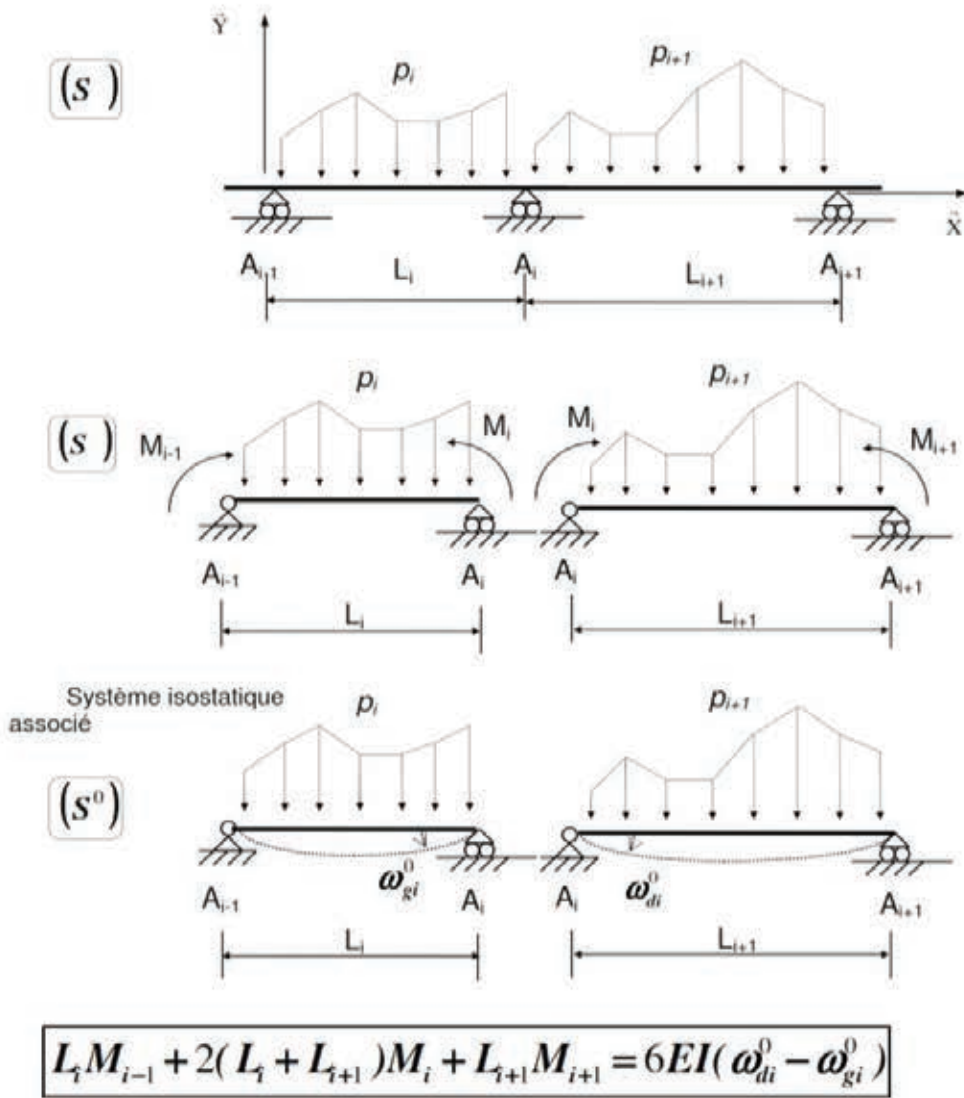 Y
(S)
p_i
p_{i+1}
X
A_{i-1} L_i A_i L_{i+1} A_{i+1}
(S)
M_{i-1} p_i M_i M_i p_{i+1} M_{i+1}
A_{i-1} A_i A_i A_{i+1}
L_i L_{i+1}
Système isostatique
associé
p_i p_{i+1}
(S^0)
ω^0_{gi} ω^0_{di}
A_{i-1} A_i A_i A_{i+1}
L_i L_{i+1}
L_i M_{i-1} + 2( L_i + L_{i+1} )M_i + L_{i+1} M_{i+1} = 6EI( ω^0_{di} − ω^0_{gi} )